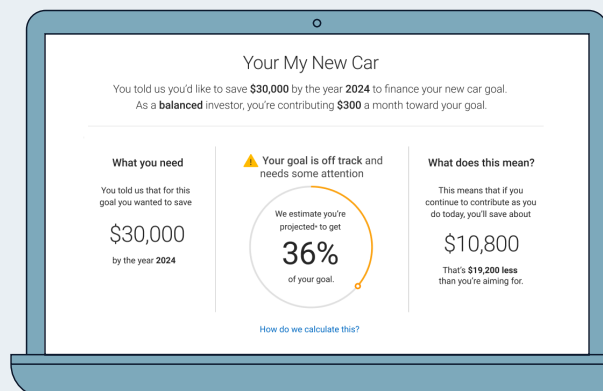 Your My New Car
You told us you'd like to save $30,000 by the year 2024 to finance your new car goal.
As a balanced investor, you're contributing $300 a month toward your goal.
What you need
You told us that for this
goal you wanted to save
$30,000
by the year 2024
Your goal is off track and
needs some attention
We estimate you're
projected• to get
36%
of your goal.
How do we calculate this?
What does this mean?
This means that if you
continue to contribute as you
do today, you'll save about
$10,800
That's $19,200 less
than you're aiming for.